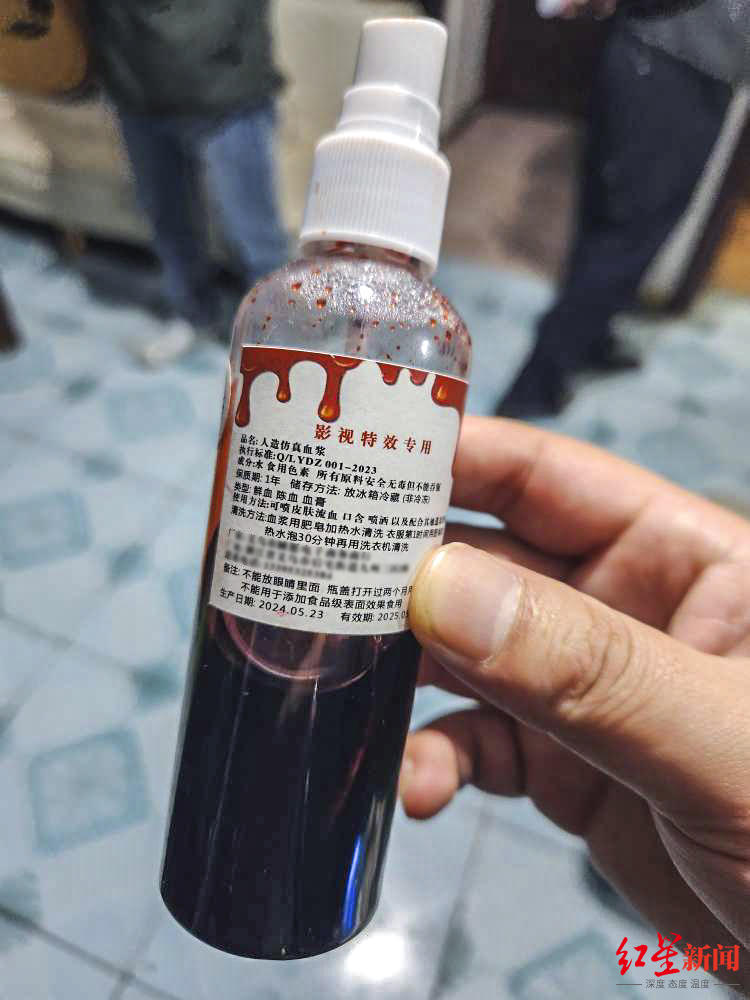 影视特效专用
品名: 人造仿真血浆
执行标准: Q/LYDZ 001-2023
成分: 水 食用色素 所有原料安全无毒但不能吞
保质期: 1年 储存方法: 放冰箱冷藏 (非冷冻)
类型: 鲜血 陈血 血膏
使用方法: 可喷皮肤流血 口含 喷洒 以及配合其他
清洗方法: 血浆用肥皂加热水清洗 衣服第1时间用
热水泡30分钟再用洗衣机清洗
厂
备注: 不能放眼睛里面 瓶盖打开过两个月
不能用于添加食品级表面效果食用
生产日期: 2024.05.23 有效期: 2025.0
红星新闻
深度 态度 温度